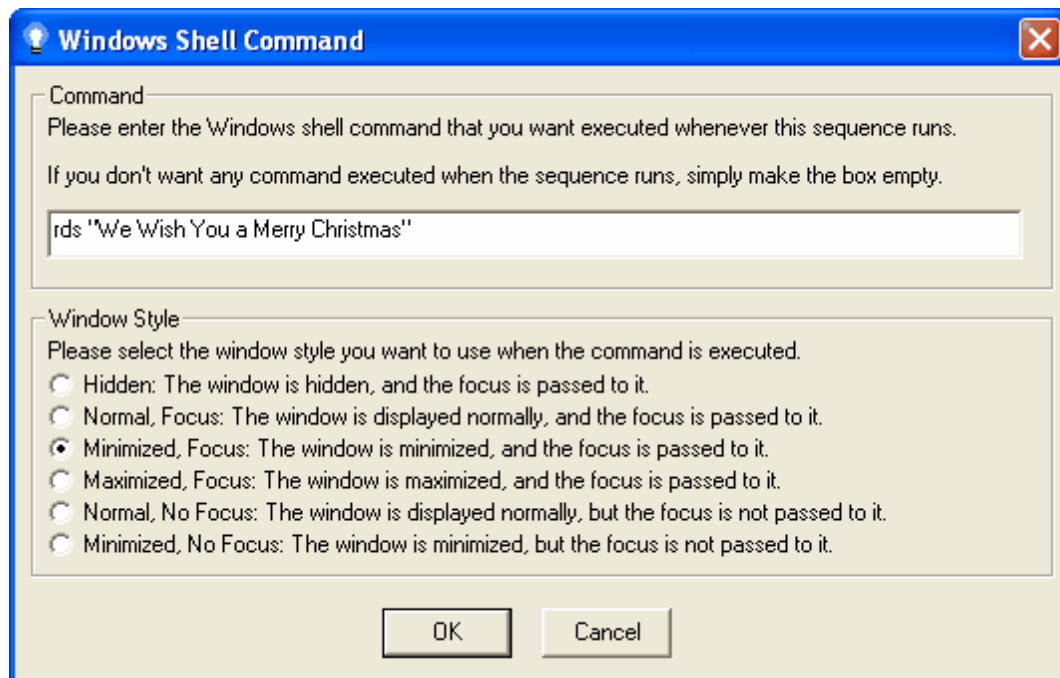 Windows Shell Command
Command
Please enter the Windows shell command that you want executed whenever this sequence runs.
If you don't want any command executed when the sequence runs, simply make the box empty.
rds "We Wish You a Merry Christmas"
Window Style
Please select the window style you want to use when the command is executed.
Hidden: The window is hidden, and the focus is passed to it.
Normal, Focus: The window is displayed normally, and the focus is passed to it.
Minimized, Focus: The window is minimized, and the focus is passed to it.
Maximized, Focus: The window is maximized, and the focus is passed to it.
Normal, No Focus: The window is displayed normally, but the focus is not passed to it.
Minimized, No Focus: The window is minimized, but the focus is not passed to it.
OK Cancel